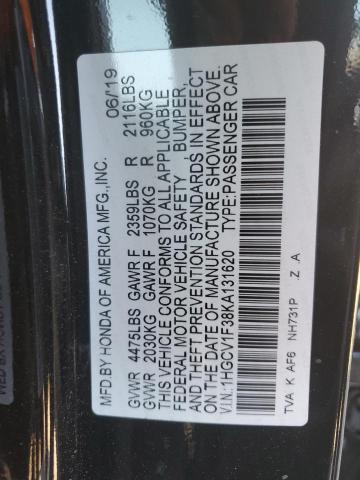 MFD BY HONDA OF AMERICA MFG.,INC. 06/19
GVWR 4475LBS GAWR F 2359LBS R 2116LBS
GVWR 2030KG GAWR F 1070KG R 960KG
THIS VEHICLE CONFORMS TO ALL APPLICABLE
FEDERAL MOTOR VEHICLE SAFETY BUMPER,
AND THEFT PREVENTION STANDARDS IN EFFECT
ON THE DATE OF MANUFACTURE SHOWN ABOVE.
V.I.N.:1HGCV1F38KA131620 TYPE:PASSENGER CAR
TVA K AF6 NH731P .Z .A